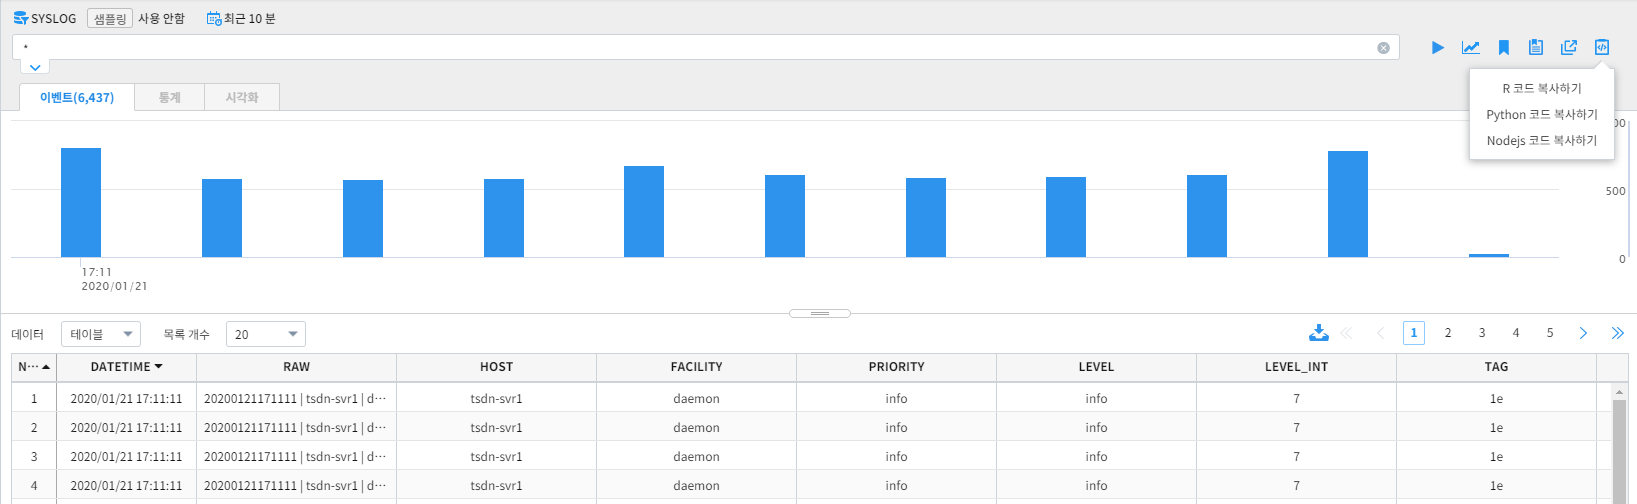 SYSLOG 샘플링 사용 안함 최근 10 분
*
이벤트(6,437) 통계 시각화
R 코드 복사하기
Python 코드 복사하기
Nodejs 코드 복사하기
500
0
17:11
2020/01/21
데이터 테이블 목록 개수 20 1 2 3 4 5
N··· DATETIME RAW HOST FACILITY PRIORITY LEVEL LEVEL_INT TAG
1 2020/01/21 17:11:11 20200121171111 | tsdn-svr1 | d··· tsdn-svr1 daemon info info 7 1e
2 2020/01/21 17:11:11 20200121171111 | tsdn-svr1 | d··· tsdn-svr1 daemon info info 7 1e
3 2020/01/21 17:11:11 20200121171111 | tsdn-svr1 | d··· tsdn-svr1 daemon info info 7 1e
4 2020/01/21 17:11:11 20200121171111 | tsdn-svr1 | d··· tsdn-svr1 daemon info info 7 1e